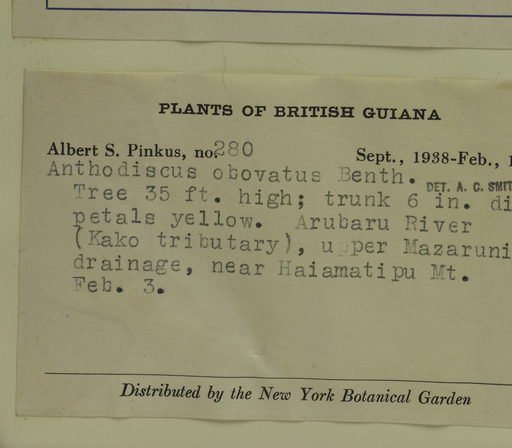 PLANTS OF BRITISH GUIANA
Albert S. Pinkus, no. 280 Sept., 1938-Feb.,
Anthodiscus obovatus Benth. DET. A. C. SMIT
Tree 35 ft. high; trunk 6 in. di
petals yellow. Arubaru River
(Kako tributary), upper Mazaruni
drainage, near Haiamatipu Mt.
Feb. 3.
Distributed by the New York Botanical Garden